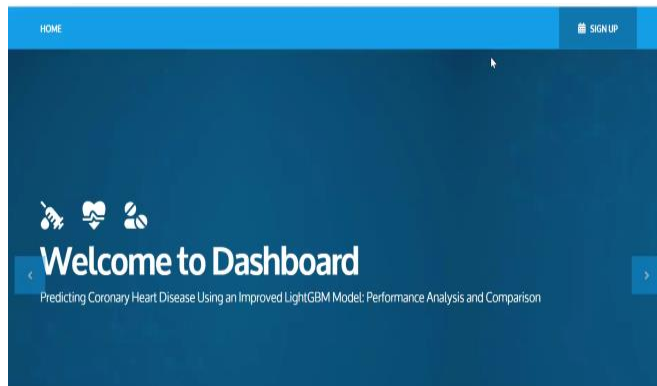 HOME
SIGN UP
Welcome to Dashboard
Predicting Coronary Heart Disease Using an Improved LightGBM Model: Performance Analysis and Comparison